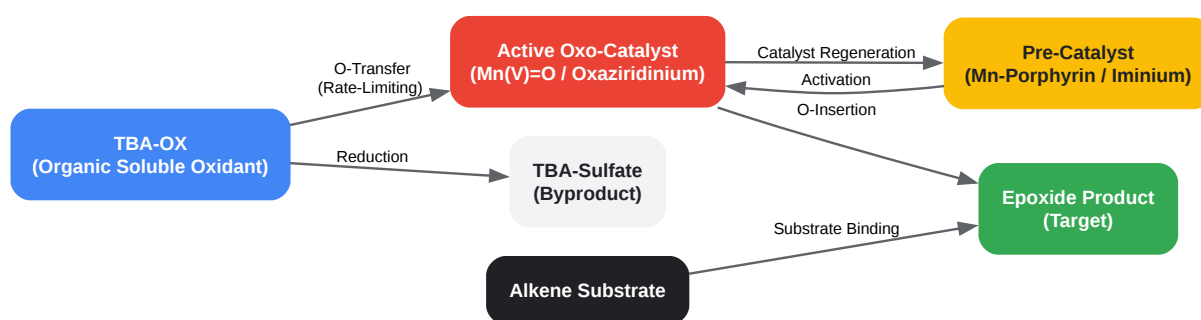 TBA-OX
(Organic Soluble Oxidant)
O-Transfer
(Rate-Limiting)
Reduction
Active Oxo-Catalyst
(Mn(V)=O / Oxaziridinium)
Catalyst Regeneration
Activation
O-Insertion
Pre-Catalyst
(Mn-Porphyrin / Iminium)
TBA-Sulfate
(Byproduct)
Substrate Binding
Epoxide Product
(Target)
Alkene Substrate